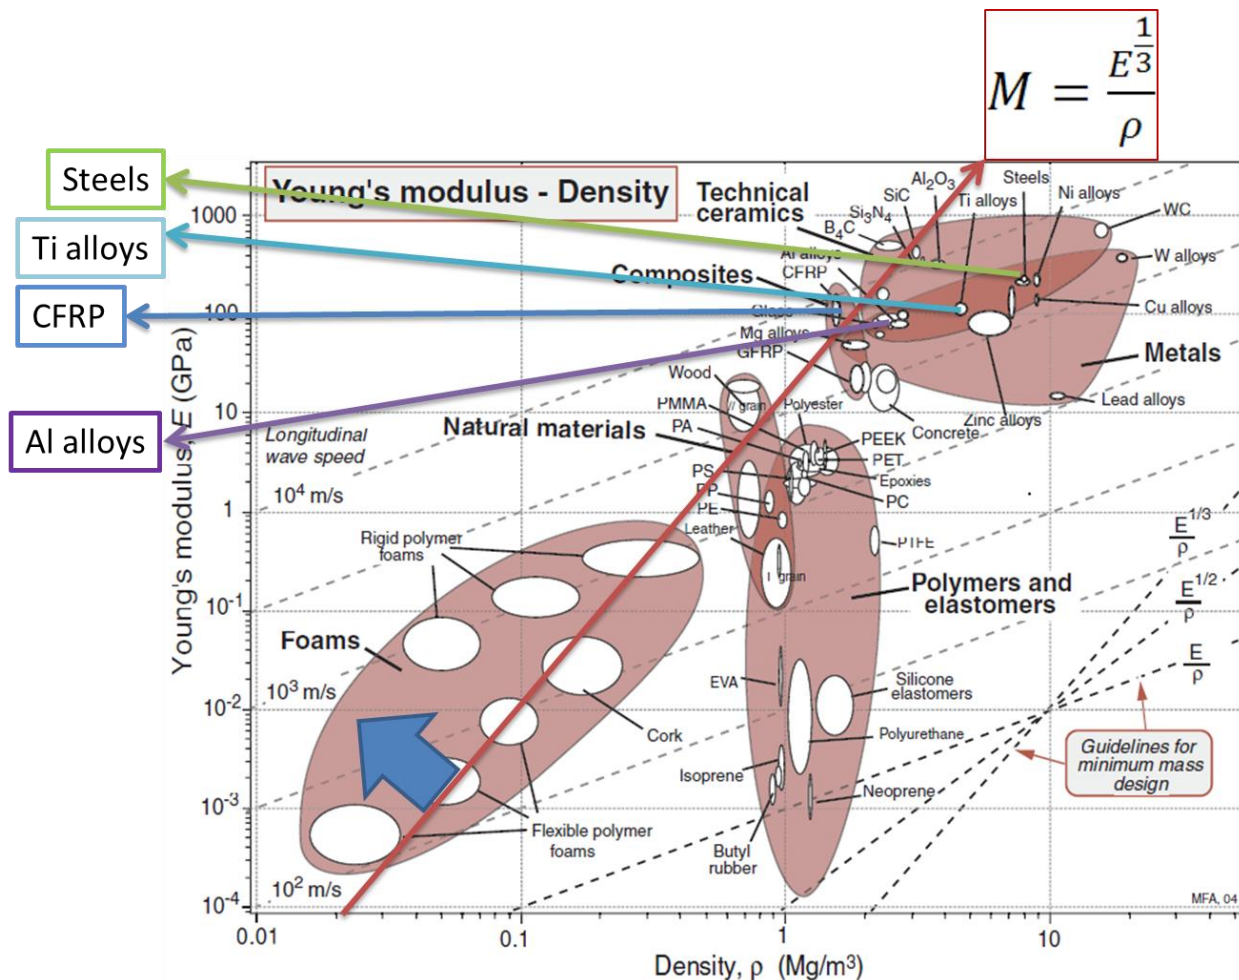 M = E^{1/3} / ρ
Steels
Ti alloys
CFRP
Al alloys
Young's modulus - Density
Technical
ceramics
Al2O3
SiC
Si3N4
B4C
Steels
Ti alloys
Ni alloys
WC
W alloys
Al alloys
CFRP
Composites
Glass
Cu alloys
Mg alloys
GFRP
Metals
Lead alloys
Zinc alloys
Concrete
Wood
// grain
PMMA
Polyester
Natural materials
PA
PEEK
PET
PS
Epoxies
PP
PC
PE
Leather
PTFE
grain
Longitudinal
wave speed
10^4 m/s
Rigid polymer
foams
Polymers and
elastomers
Foams
10^3 m/s
EVA
Silicone
elastomers
Cork
Polyurethane
Isoprene
Neoprene
Flexible polymer
foams
Butyl
rubber
10^2 m/s
E^{1/3} / ρ
E^{1/2} / ρ
E / ρ
Guidelines for
minimum mass
design
MFA, 04
Young's modulus, E (GPa)
1000
100
10
1
10^-1
10^-2
10^-3
10^-4
0.01
0.1
1
10
Density, ρ (Mg/m³)